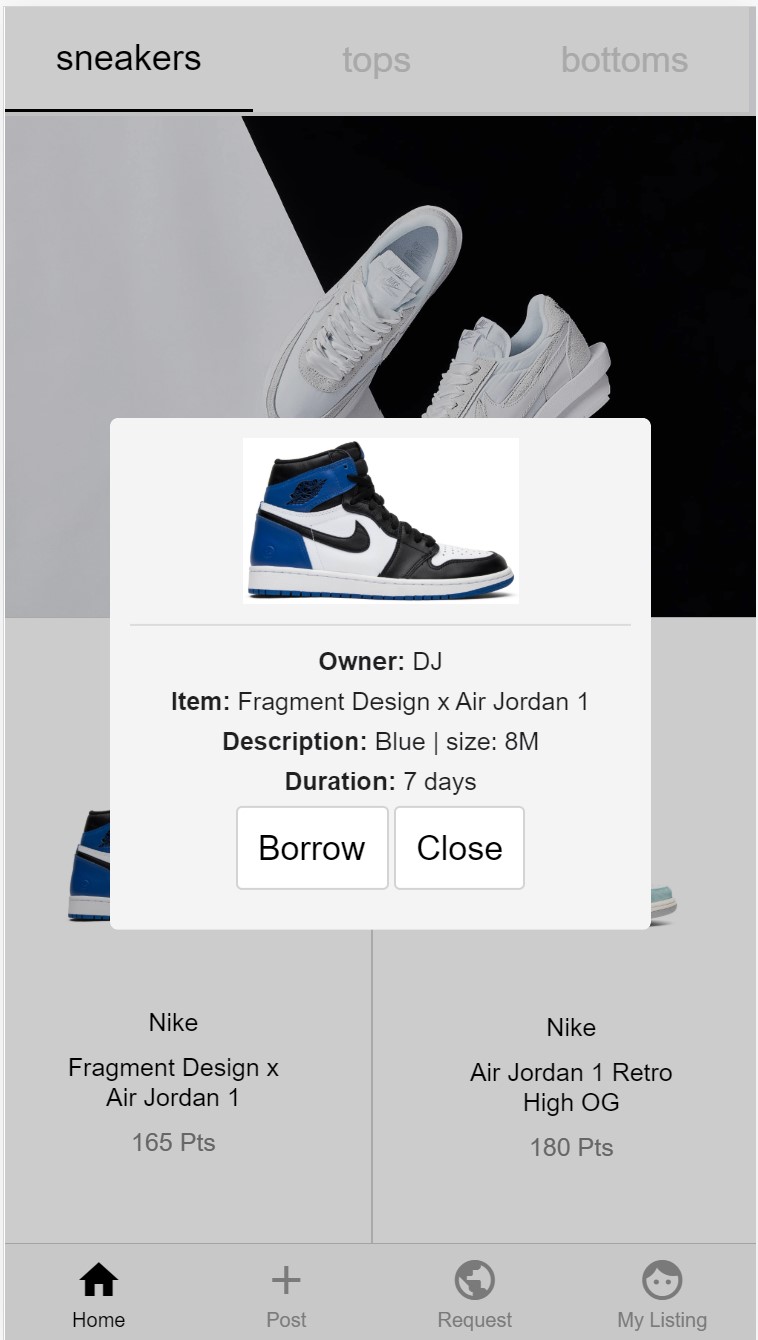 sneakers
tops
bottoms
Owner: DJ
Item: Fragment Design x Air Jordan 1
Description: Blue | size: 8M
Duration: 7 days
Borrow
Close
Nike
Fragment Design x
Air Jordan 1
165 Pts
Nike
Air Jordan 1 Retro
High OG
180 Pts
Home
Post
Request
My Listing